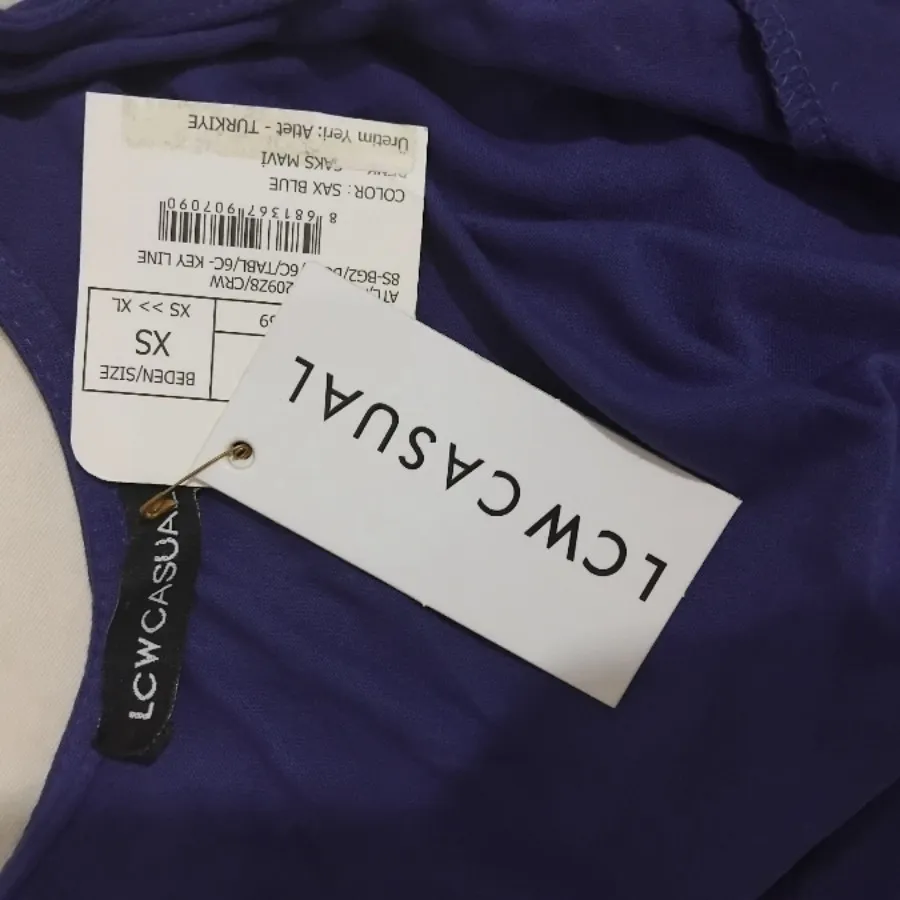 Üretim Yeri: Atlet - TURKIYE
SAKS MAVİ
COLOR: SAX BLUE
8 681367 907090
8S-BGZ/ 6C/TABL/6C- KEY LINE
209Z8/CRW
BEDEN/SIZE
XS
XS >> XL
LCW CASUAL
LCW CASUAL